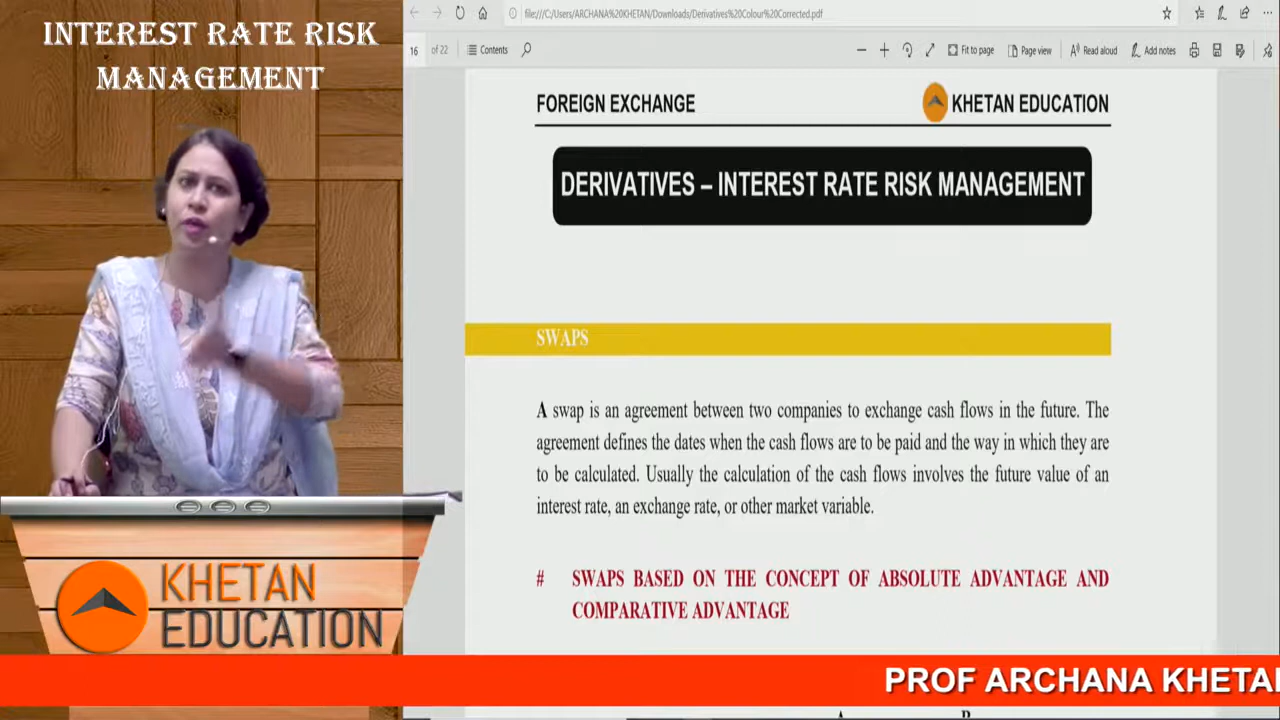 INTEREST RATE RISK
MANAGEMENT
file:///C:/Users/ARCHANA%20KHETAN/Downloads/Derivatives%20Colour%20Corrected.pdf
16 of 22 Contents Fit to page Page view Read aloud Add notes
FOREIGN EXCHANGE KHETAN EDUCATION
DERIVATIVES – INTEREST RATE RISK MANAGEMENT
SWAPS
A swap is an agreement between two companies to exchange cash flows in the future. The
agreement defines the dates when the cash flows are to be paid and the way in which they are
to be calculated. Usually the calculation of the cash flows involves the future value of an
interest rate, an exchange rate, or other market variable.
# SWAPS BASED ON THE CONCEPT OF ABSOLUTE ADVANTAGE AND
COMPARATIVE ADVANTAGE
KHETAN
EDUCATION
PROF ARCHANA KHETA